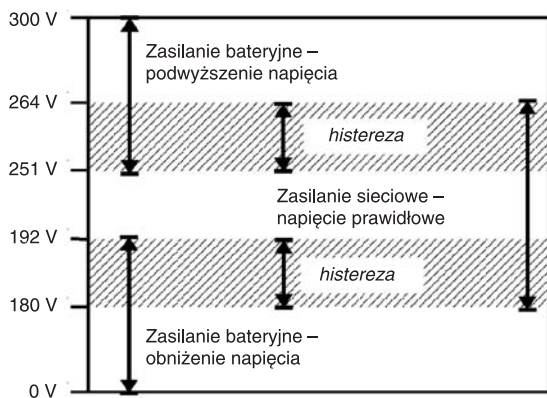 300 V
Zasilanie bateryjne –
podwyższenie napięcia
264 V
histereza
251 V
Zasilanie sieciowe –
napięcie prawidłowe
192 V
histereza
180 V
Zasilanie bateryjne –
obniżenie napięcia
0 V